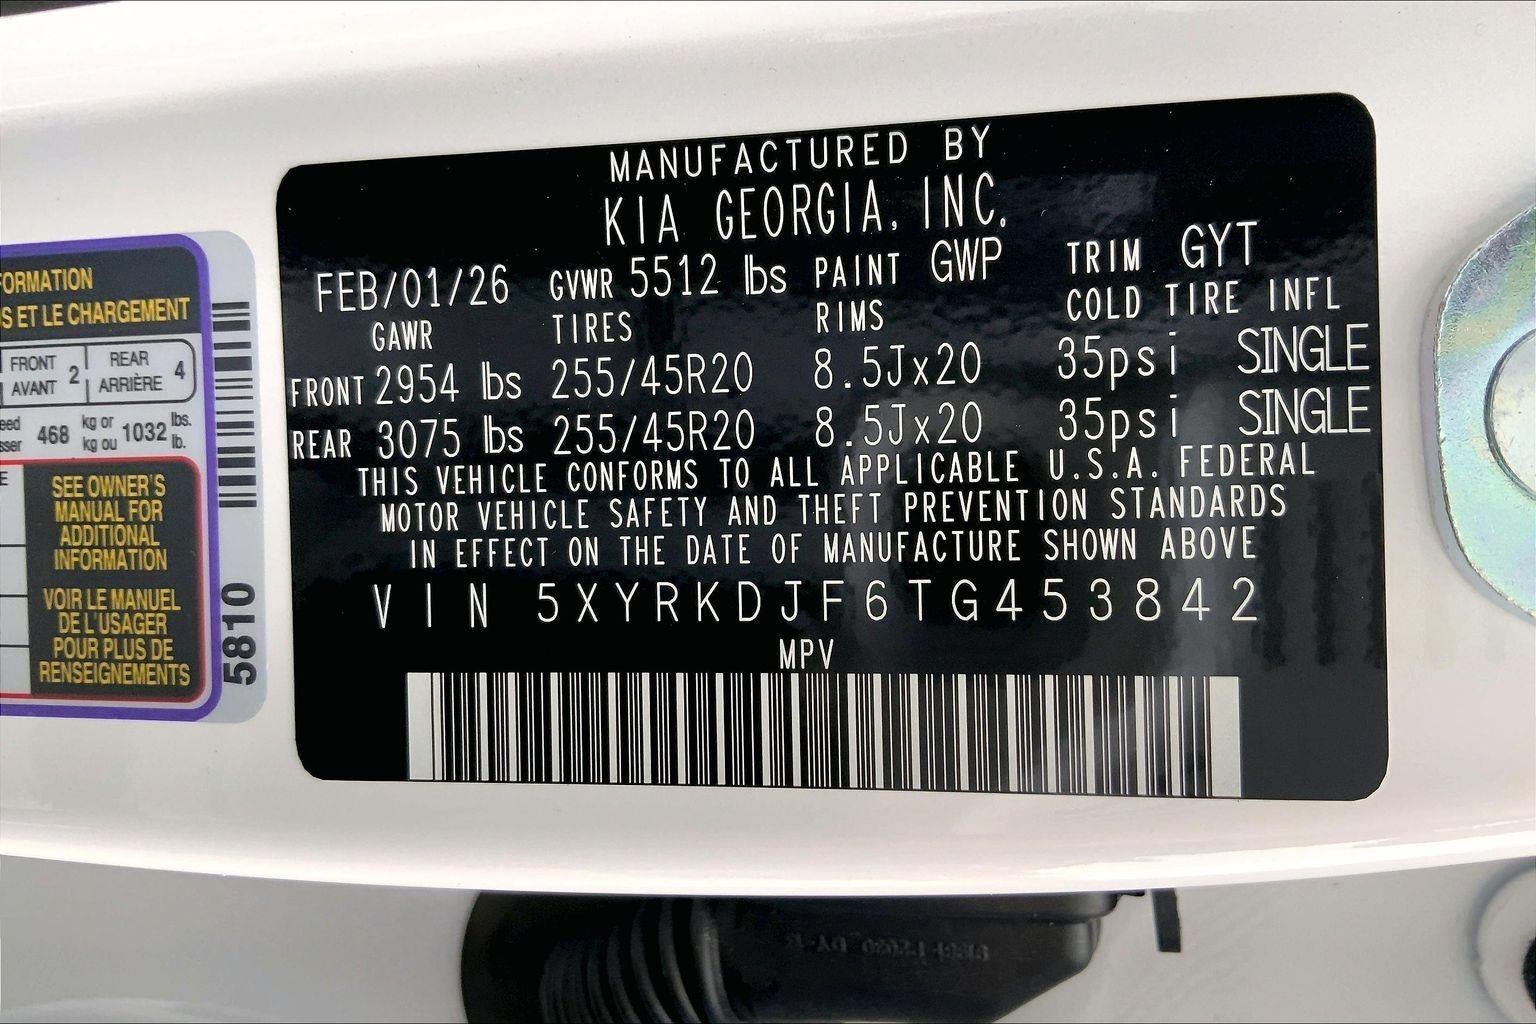 MANUFACTURED BY
KIA GEORGIA, INC.
FEB/01/26 GVWR 5512 lbs PAINT GWP TRIM GYT
GAWR TIRES RIMS COLD TIRE INFL
FRONT 2954 lbs 255/45R20 8.5Jx20 35psi SINGLE
REAR 3075 lbs 255/45R20 8.5Jx20 35psi SINGLE
THIS VEHICLE CONFORMS TO ALL APPLICABLE U.S.A. FEDERAL
MOTOR VEHICLE SAFETY AND THEFT PREVENTION STANDARDS
IN EFFECT ON THE DATE OF MANUFACTURE SHOWN ABOVE
VIN 5XYRKDJF6TG453842
MPV
ORMATION
S ET LE CHARGEMENT
FRONT
AVANT 2
REAR
ARRIÈRE 4
eed
sser 468 kg or
kg ou 1032 lbs.
lb.
E
SEE OWNER'S
MANUAL FOR
ADDITIONAL
INFORMATION
VOIR LE MANUEL
DE L'USAGER
POUR PLUS DE
RENSEIGNEMENTS
5810